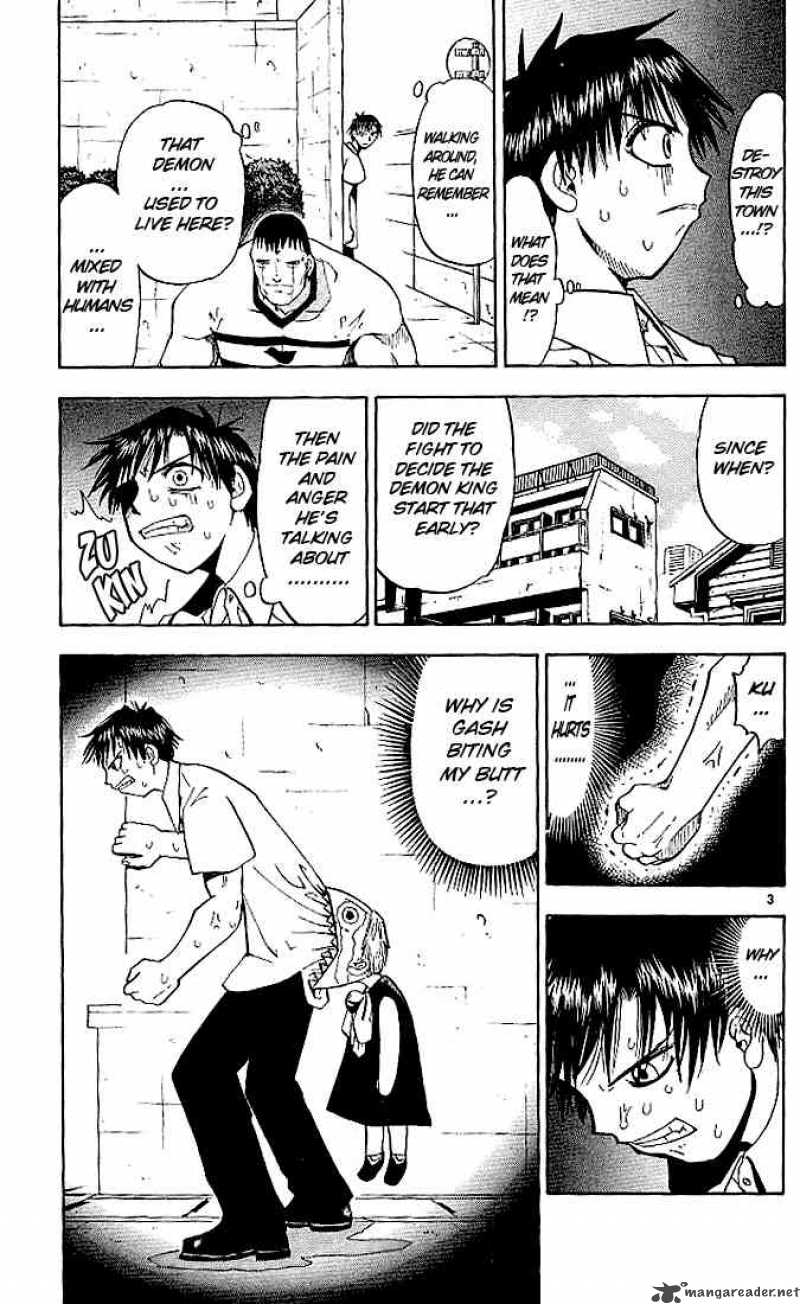 DE-
STROY
THIS
TOWN
...!?
WHAT
DOES
THAT
MEAN
!?
WALKING
AROUND,
HE CAN
REMEMBER
...
THAT
DEMON
...
USED TO
LIVE HERE?
...
MIXED
WITH
HUMANS
...
SINCE
WHEN?
DID THE
FIGHT TO
DECIDE THE
DEMON KING
START THAT
EARLY?
THEN
THE PAIN
AND
ANGER
HE'S
TALKING
ABOUT
..........
ZU
KIN
KU
...
...
IT
HURTS
........
3
WHY
...
WHY IS
GASH
BITING
MY BUTT
...?
mangareader.net